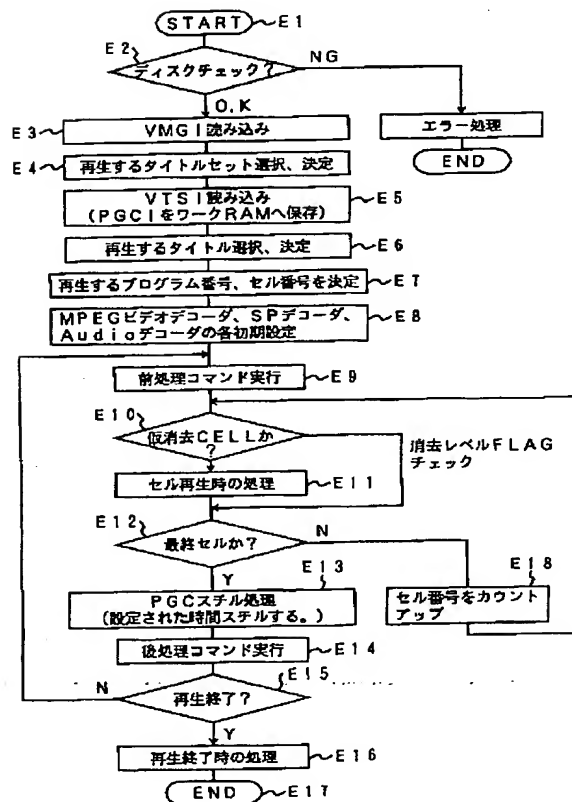 START
E1
E2
ディスクチェック?
NG
O.K
エラー処理
END
E3
VMGI読み込み
E4
再生するタイトルセット選択、決定
VTSI読み込み
(PGCIをワークRAMへ保存)
E5
再生するタイトル選択、決定
E6
再生するプログラム番号、セル番号を決定
E7
MPEGビデオデコーダ、SPデコーダ、
Audioデコーダの各初期設定
E8
前処理コマンド実行
E9
E10
仮消去CELLか
?
消去レベルFLAG
チェック
セル再生時の処理
E11
E12
最終セルか?
N
Y
E13
E18
PGCスチル処理
(設定された時間スチルする。)
セル番号をカウント
アップ
後処理コマンド実行
E14
N
再生終了?
E15
Y
再生終了時の処理
E16
END
E17